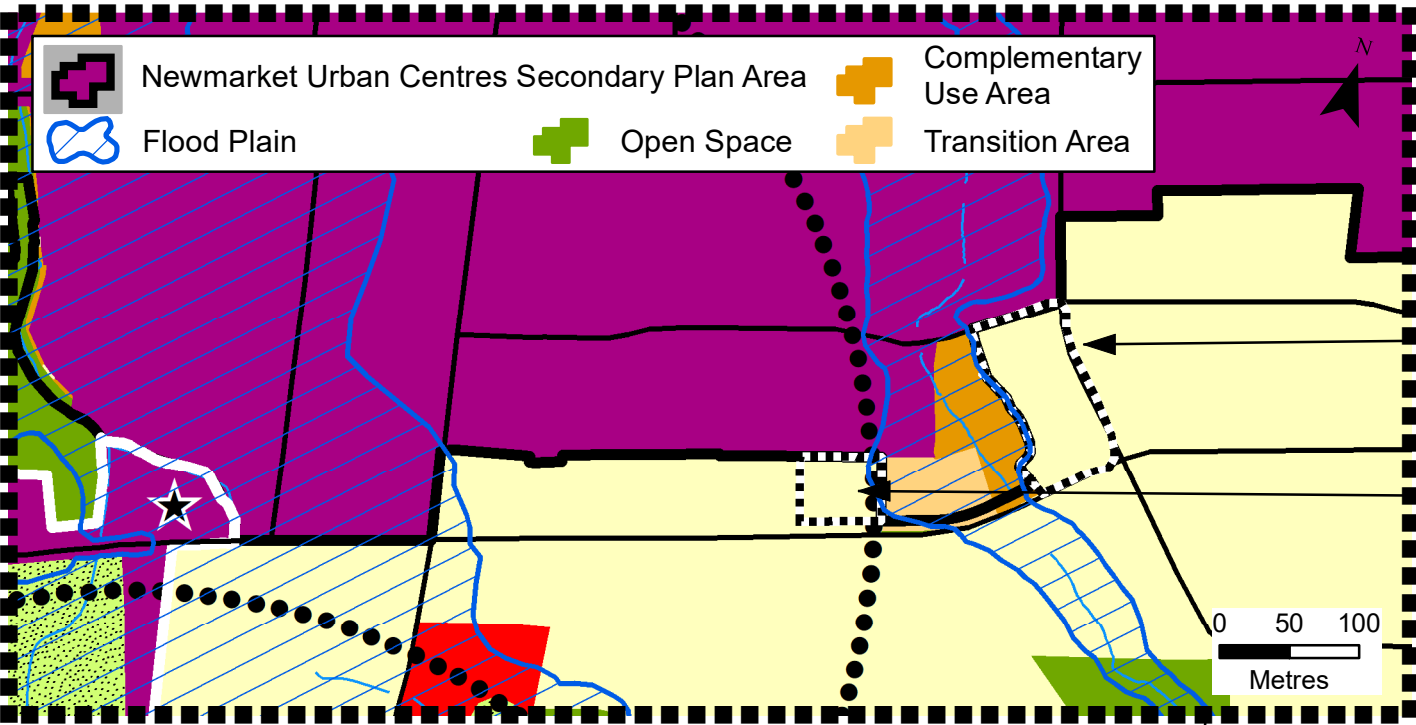 Newmarket Urban Centres Secondary Plan Area
Complementary
Use Area
Flood Plain
Open Space
Transition Area
N
0 50 100
Metres